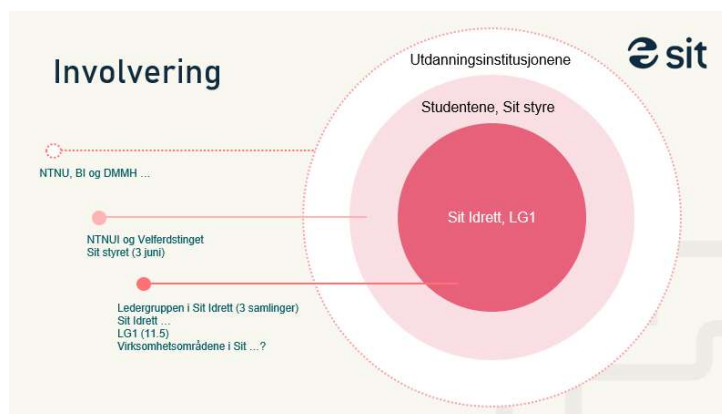 Involvering
sit
Utdanningsinstitusjonene
Studentene, Sit styre
Sit Idrett, LG1
NTNU, BI og DMMH ...
NTNUI og Velferdstinget
Sit styret (3 juni)
Ledergruppen i Sit Idrett (3 samlinger)
Sit Idrett ...
LG1 (11.5)
Virksomhetsområdene i Sit ...?